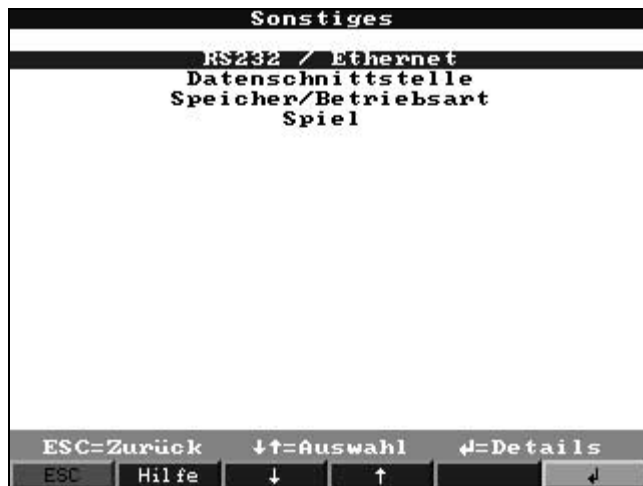 Sonstiges
RS232 / Ethernet
Datenschnittstelle
Speicher/Betriebsart
Spiel
ESC=Zurück ↓↑=Auswahl ↲=Details
ESC Hilfe ↓ ↑ ↲